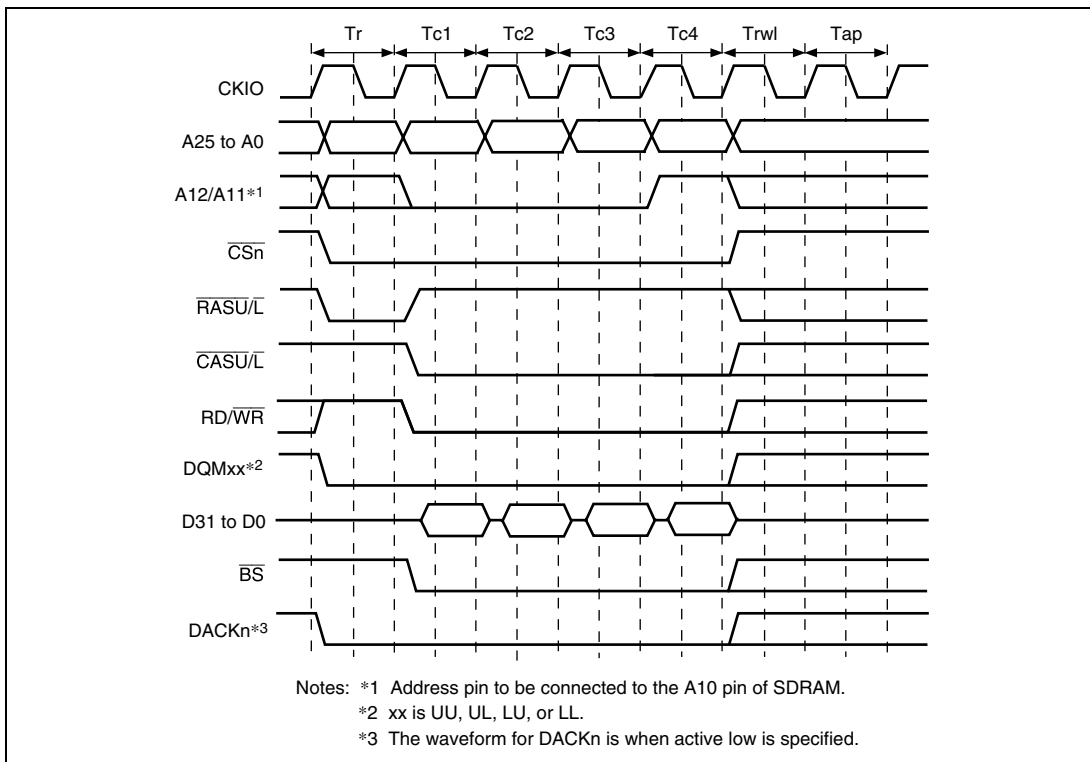 Tr Tc1 Tc2 Tc3 Tc4 Trwl Tap
CKIO
A25 to A0
A12/A11*1
CSn
RASU/L
CASU/L
RD/WR
DQMxx*2
D31 to D0
BS
DACKn*3
Notes: *1 Address pin to be connected to the A10 pin of SDRAM.
*2 xx is UU, UL, LU, or LL.
*3 The waveform for DACKn is when active low is specified.